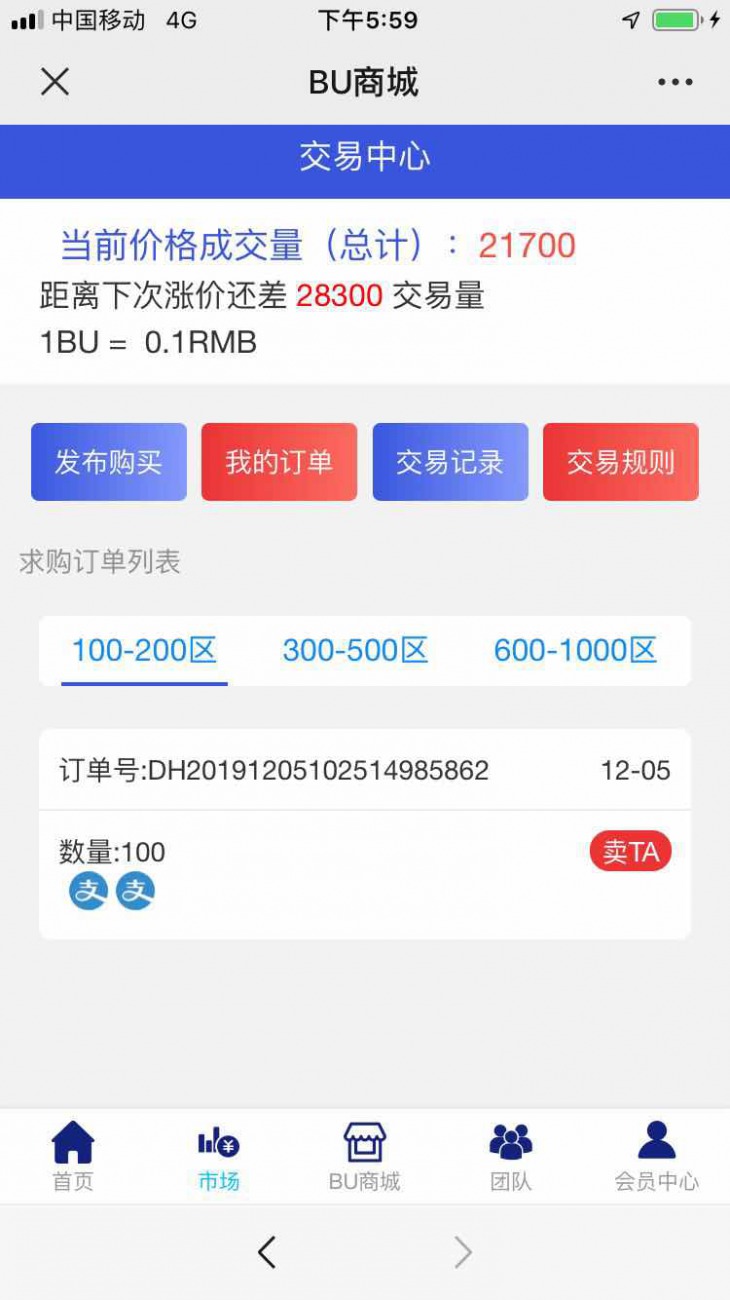 中国移动 4G 下午5:59
BU商城
交易中心
当前价格成交量（总计）：21700
距离下次涨价还差 28300 交易量
1BU = 0.1RMB
发布购买 我的订单 交易记录 交易规则
求购订单列表
100-200区 300-500区 600-1000区
订单号:DH20191205102514985862 12-05
数量:100 卖TA
支 支
首页 市场 BU商城 团队 会员中心